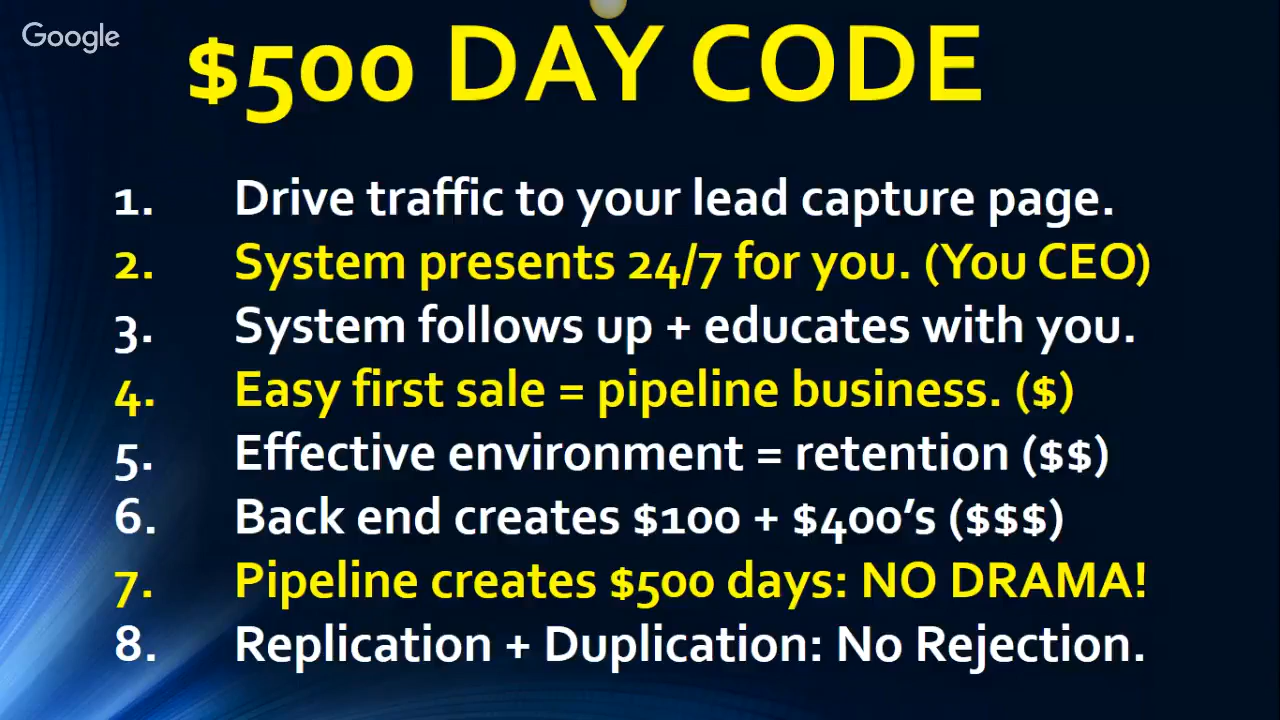 Google
$500 DAY CODE
1. Drive traffic to your lead capture page.
2. System presents 24/7 for you. (You CEO)
3. System follows up + educates with you.
4. Easy first sale = pipeline business. ($)
5. Effective environment = retention ($$)
6. Back end creates $100 + $400’s ($$$)
7. Pipeline creates $500 days: NO DRAMA!
8. Replication + Duplication: No Rejection.